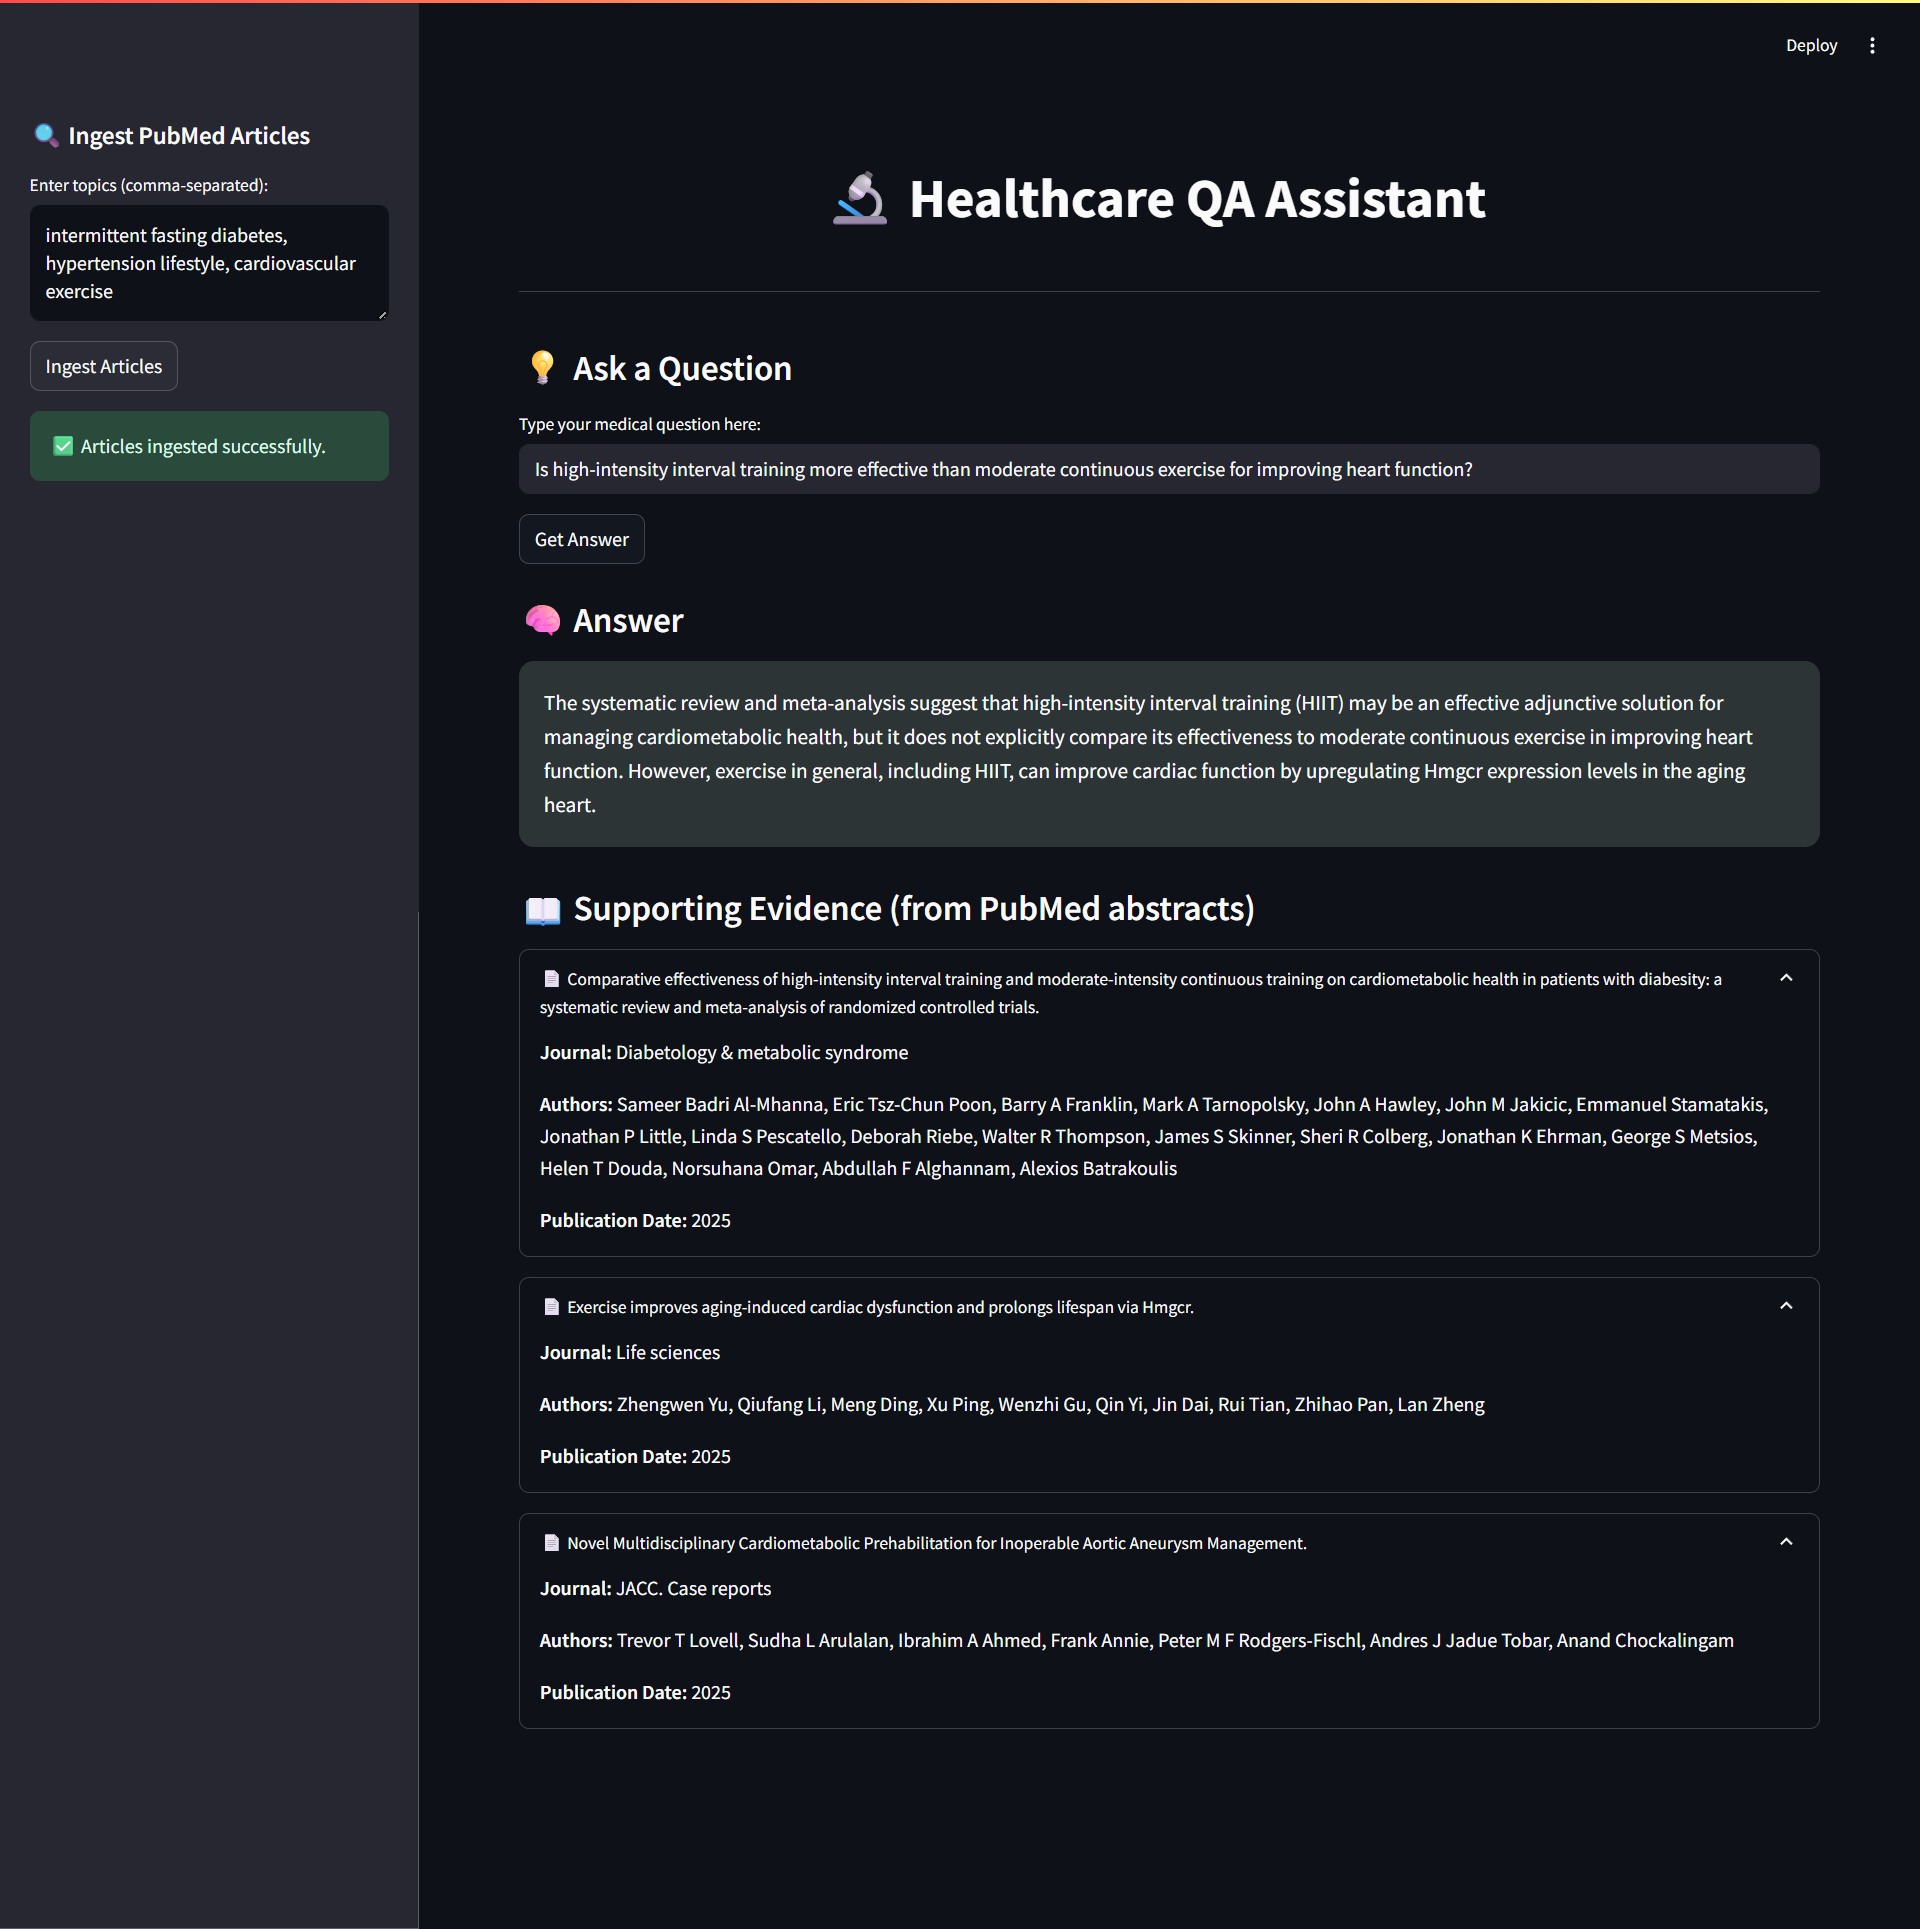 Deploy
Ingest PubMed Articles
Enter topics (comma-separated):
intermittent fasting diabetes,
hypertension lifestyle, cardiovascular
exercise
Ingest Articles
Articles ingested successfully.
Healthcare QA Assistant
Ask a Question
Type your medical question here:
Is high-intensity interval training more effective than moderate continuous exercise for improving heart function?
Get Answer
Answer
The systematic review and meta-analysis suggest that high-intensity interval training (HIIT) may be an effective adjunctive solution for
managing cardiometabolic health, but it does not explicitly compare its effectiveness to moderate continuous exercise in improving heart
function. However, exercise in general, including HIIT, can improve cardiac function by upregulating Hmgcr expression levels in the aging
heart.
Supporting Evidence (from PubMed abstracts)
Comparative effectiveness of high-intensity interval training and moderate-intensity continuous training on cardiometabolic health in patients with diabesity: a
systematic review and meta-analysis of randomized controlled trials.
Journal: Diabetology & metabolic syndrome
Authors: Sameer Badri Al-Mhanna, Eric Tsz-Chun Poon, Barry A Franklin, Mark A Tarnopolsky, John A Hawley, John M Jakicic, Emmanuel Stamatakis,
Jonathan P Little, Linda S Pescatello, Deborah Riebe, Walter R Thompson, James S Skinner, Sheri R Colberg, Jonathan K Ehrman, George S Metsios,
Helen T Douda, Norsuhana Omar, Abdullah F Alghannam, Alexios Batrakoulis
Publication Date: 2025
Exercise improves aging-induced cardiac dysfunction and prolongs lifespan via Hmgcr.
Journal: Life sciences
Authors: Zhengwen Yu, Qiufang Li, Meng Ding, Xu Ping, Wenzhi Gu, Qin Yi, Jin Dai, Rui Tian, Zhihao Pan, Lan Zheng
Publication Date: 2025
Novel Multidisciplinary Cardiometabolic Prehabilitation for Inoperable Aortic Aneurysm Management.
Journal: JACC. Case reports
Authors: Trevor T Lovell, Sudha L Arulalan, Ibrahim A Ahmed, Frank Annie, Peter M F Rodgers-Fischl, Andres J Jadue Tobar, Anand Chockalingam
Publication Date: 2025